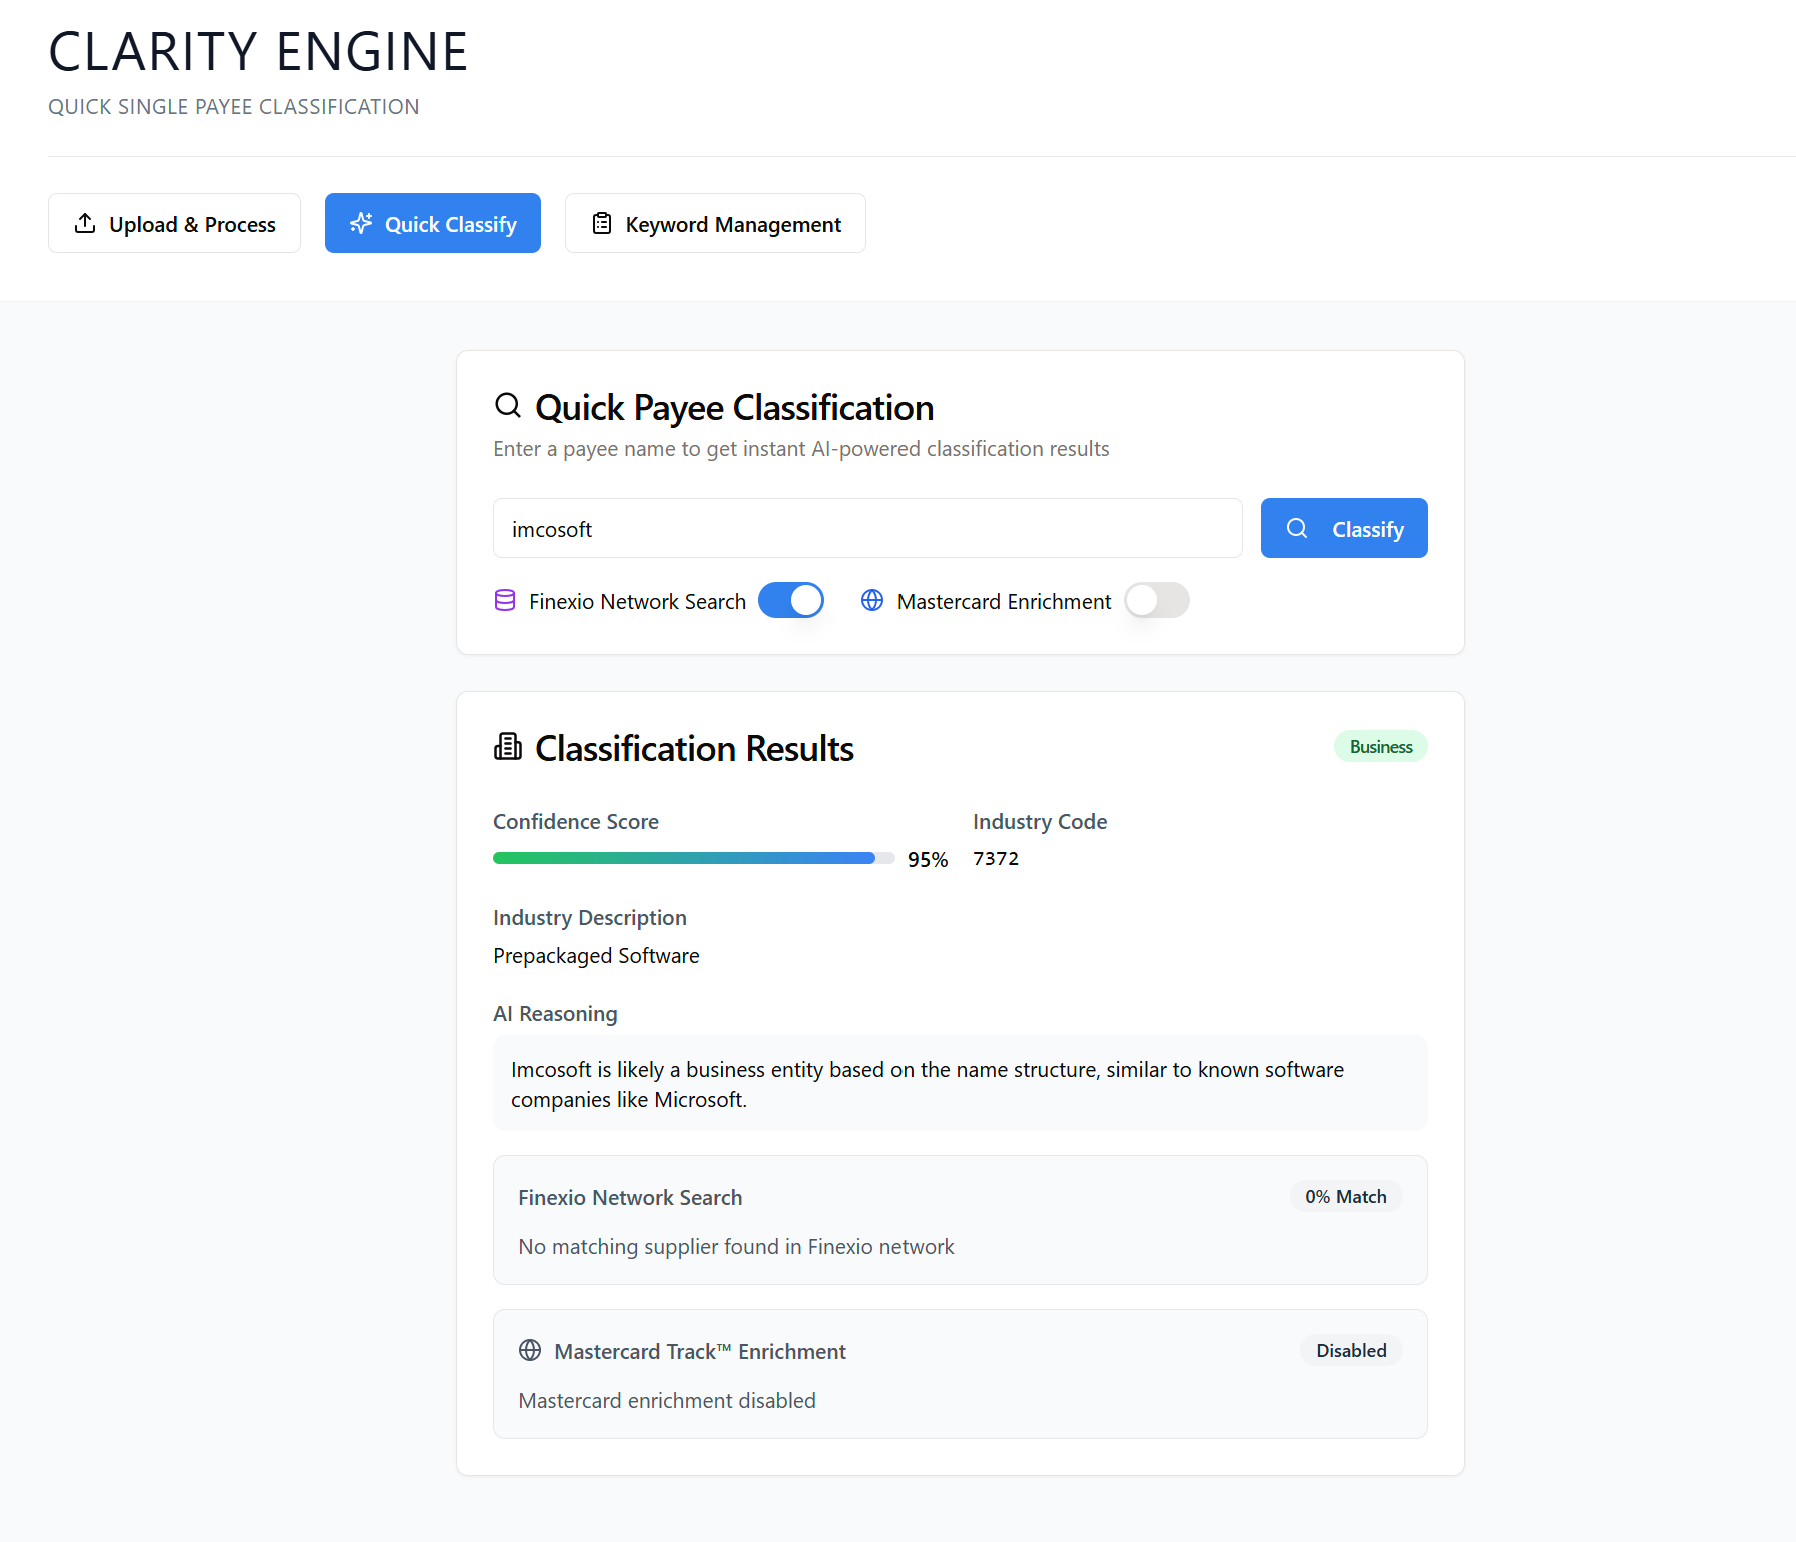 CLARITY ENGINE
QUICK SINGLE PAYEE CLASSIFICATION
Upload & Process
Quick Classify
Keyword Management
Quick Payee Classification
Enter a payee name to get instant AI-powered classification results
imcosoft
Classify
Finexio Network Search
Mastercard Enrichment
Classification Results
Business
Confidence Score
Industry Code
95%
7372
Industry Description
Prepackaged Software
AI Reasoning
Imcosoft is likely a business entity based on the name structure, similar to known software
companies like Microsoft.
Finexio Network Search
0% Match
No matching supplier found in Finexio network
Mastercard Track™ Enrichment
Disabled
Mastercard enrichment disabled